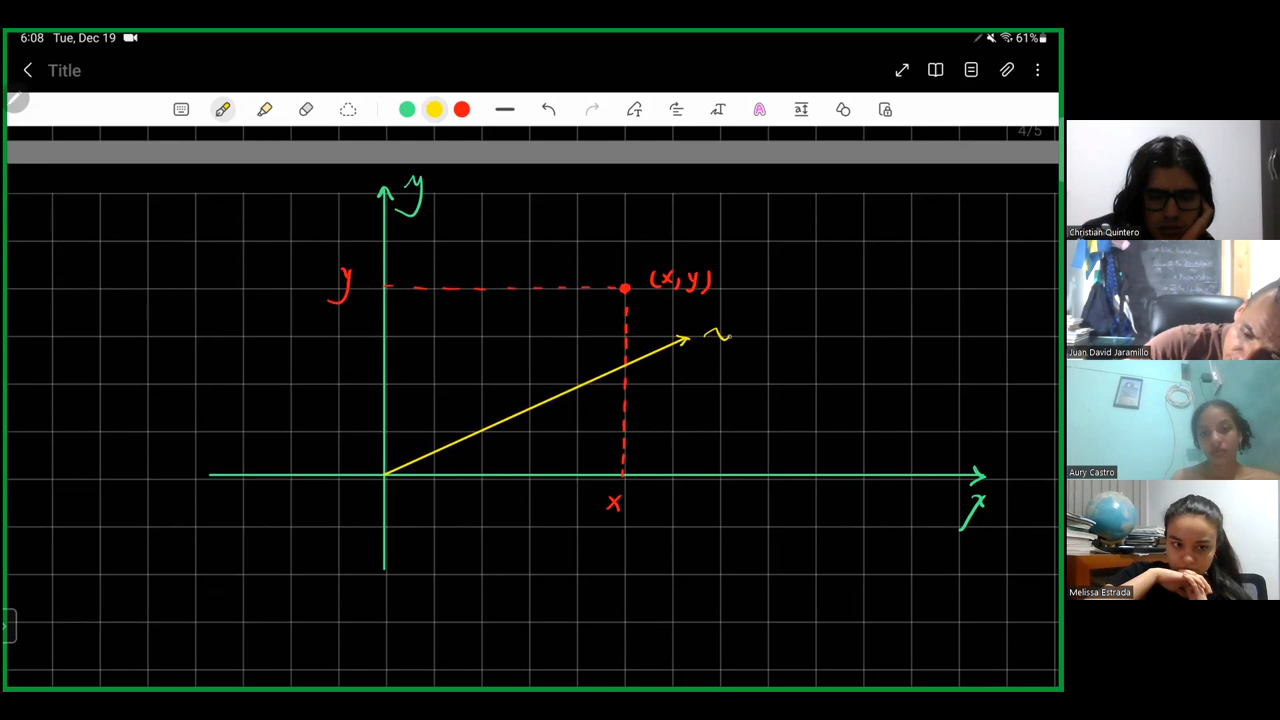 6:08 Tue, Dec 19
61%
Title
4/5
y
y
(x,y)
x
x
Christian Quintero
Juan David Jaramillo
Aury Castro
Melissa Estrada